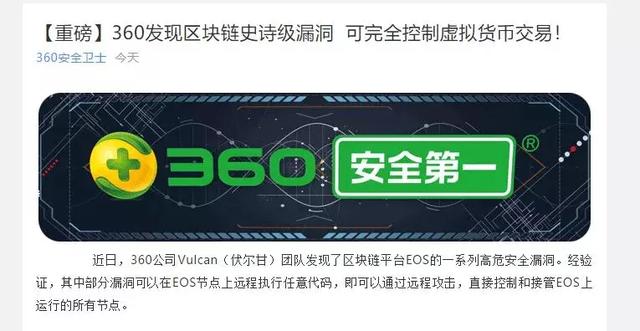 【重磅】360发现区块链史诗级漏洞 可完全控制虚拟货币交易！
360安全卫士 今天
360 安全第一®
近日，360公司Vulcan（伏尔甘）团队发现了区块链平台EOS的一系列高危安全漏洞。经验
证，其中部分漏洞可以在EOS节点上远程执行任意代码，即可以通过远程攻击，直接控制和接管EOS上
运行的所有节点。